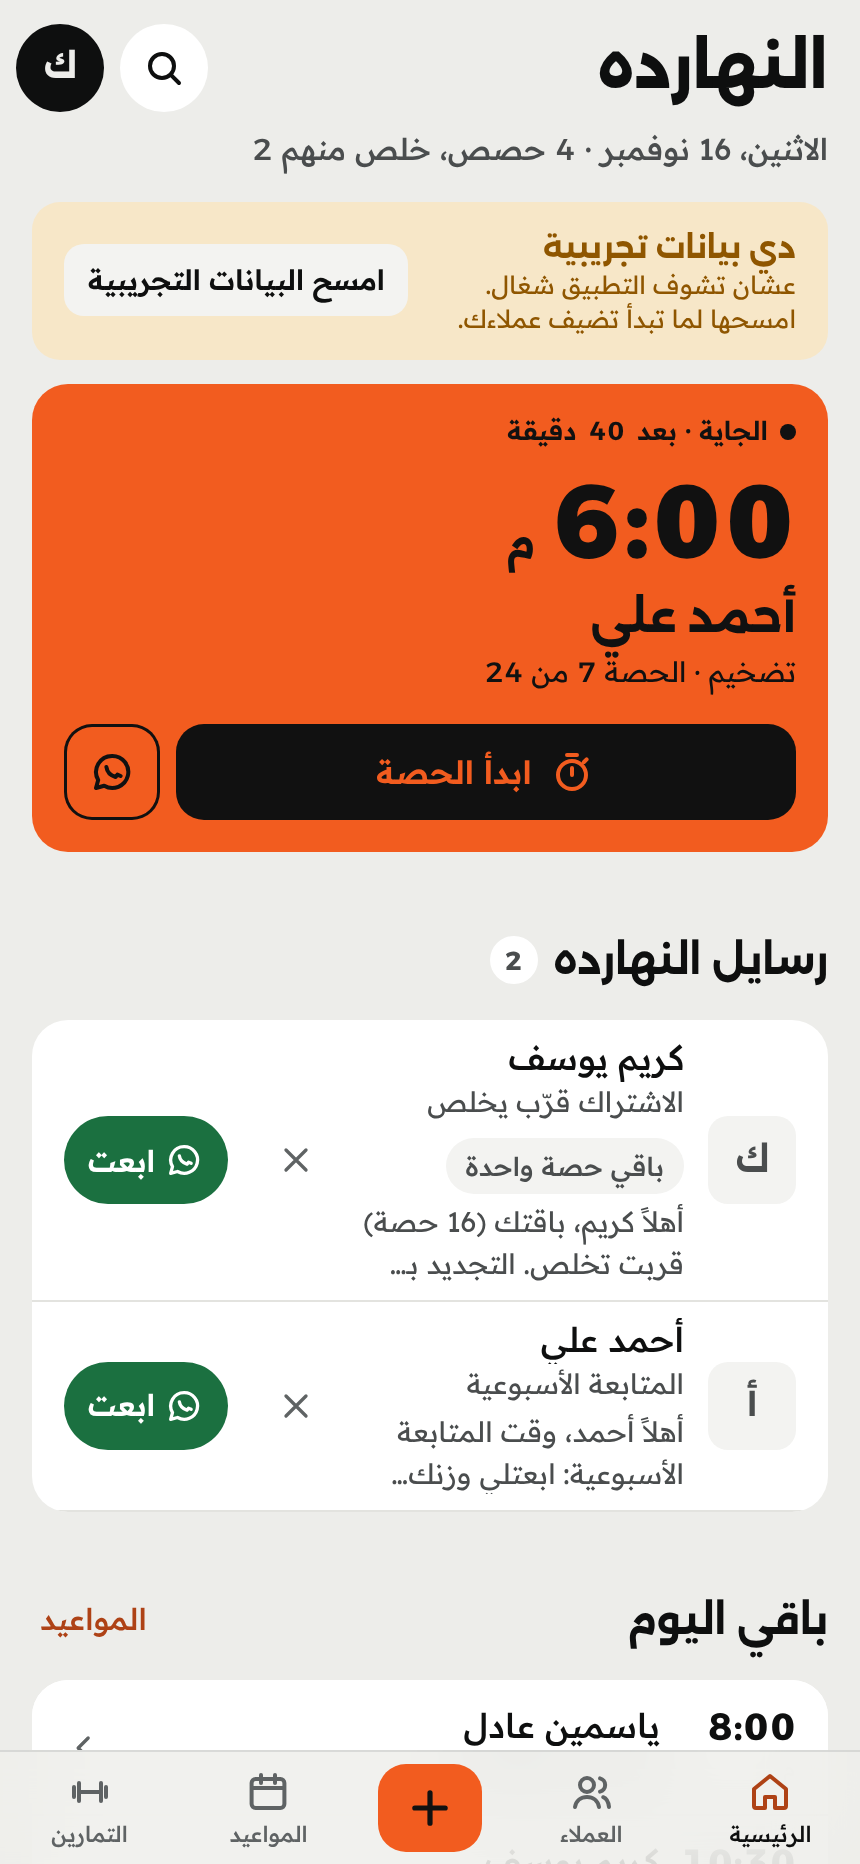 النهارده
ك
الاثنين، 16 نوفمبر · 4 حصص، خلص منهم 2
دي بيانات تجريبية
عشان تشوف التطبيق شغال.
امسحها لما تبدأ تضيف عملاءك.
امسح البيانات التجريبية
الجاية · بعد 40 دقيقة
6:00 م
أحمد علي
تضخيم · الحصة 7 من 24
ابدأ الحصة
رسايل النهارده 2
ك
كريم يوسف
الاشتراك قرّب يخلص
باقي حصة واحدة
أهلاً كريم، باقتك (16 حصة)
قربت تخلص. التجديد بـ...
ابعت
أ
أحمد علي
المتابعة الأسبوعية
أهلاً أحمد، وقت المتابعة
الأسبوعية: ابعتلي وزنك...
ابعت
باقي اليوم
المواعيد
8:00 ياسمين عادل
10:30 كريم يوسف
الرئيسية
العملاء
المواعيد
التمارين